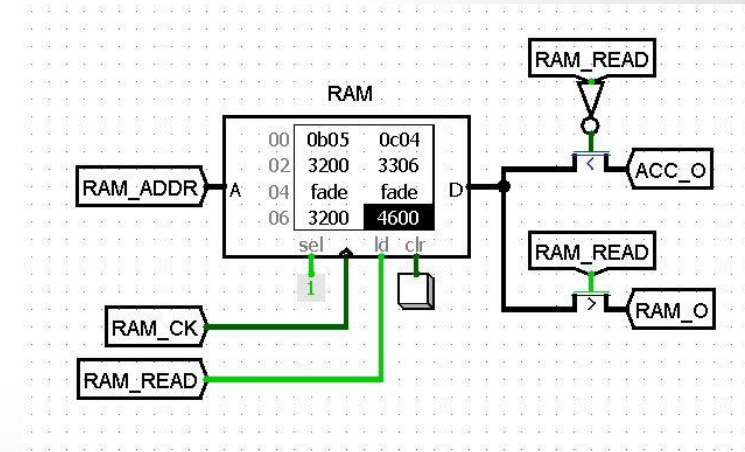 RAM_READ
RAM
00 0b05 0c04
02 3200 3306
04 fade fade
06 3200 4600
RAM_ADDR
A
D
ACC_O
sel
ld
clr
1
RAM_READ
RAM_O
RAM_CK
RAM_READ